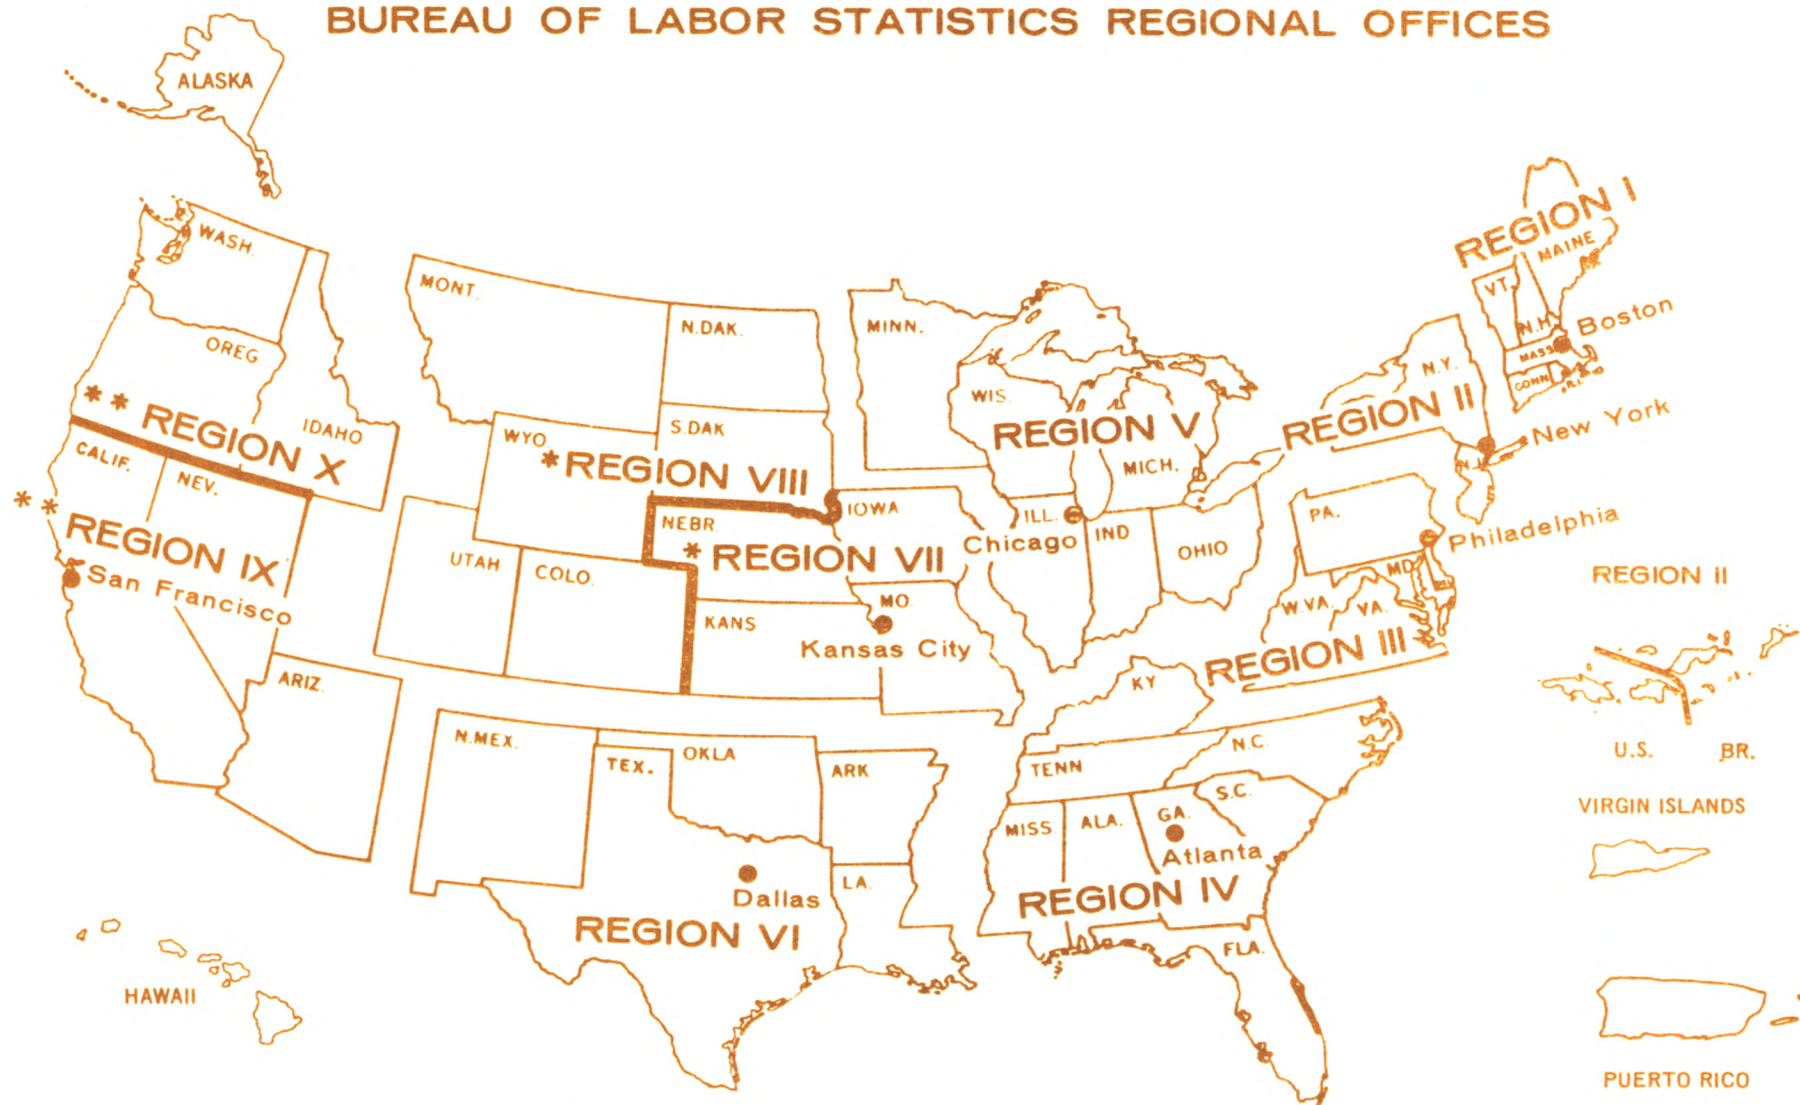 BUREAU OF LABOR STATISTICS REGIONAL OFFICES
ALASKA
WASH.
OREG
IDAHO
** REGION X
MONT.
N.DAK.
S.DAK
WYO
* REGION VIII
UTAH
COLO.
CALIF.
NEV.
** REGION IX
San Francisco
ARIZ.
NEBR.
IOWA
* REGION VII
KANS
MO.
Kansas City
MINN.
WIS.
MICH.
REGION V
ILL.
IND
OHIO
Chicago
REGION I
MAINE
VT.
N.H.
MASS
CONN
R.I.
Boston
N.Y.
REGION II
New York
N.J.
PA.
Philadelphia
MD.
W.VA.
VA.
REGION III
KY
TENN
N.C.
S.C.
MISS.
ALA.
GA.
Atlanta
REGION IV
FLA.
N.MEX.
TEX.
OKLA
ARK
LA.
Dallas
REGION VI
HAWAII
REGION II
U.S. BR.
VIRGIN ISLANDS
PUERTO RICO